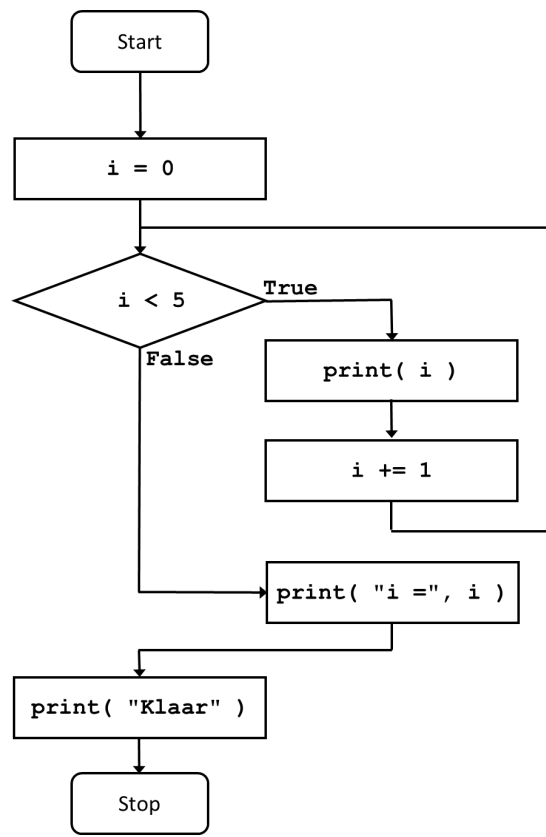 Start
i = 0
i < 5
True
False
print( i )
i += 1
print( "i =", i )
print( "Klaar" )
Stop